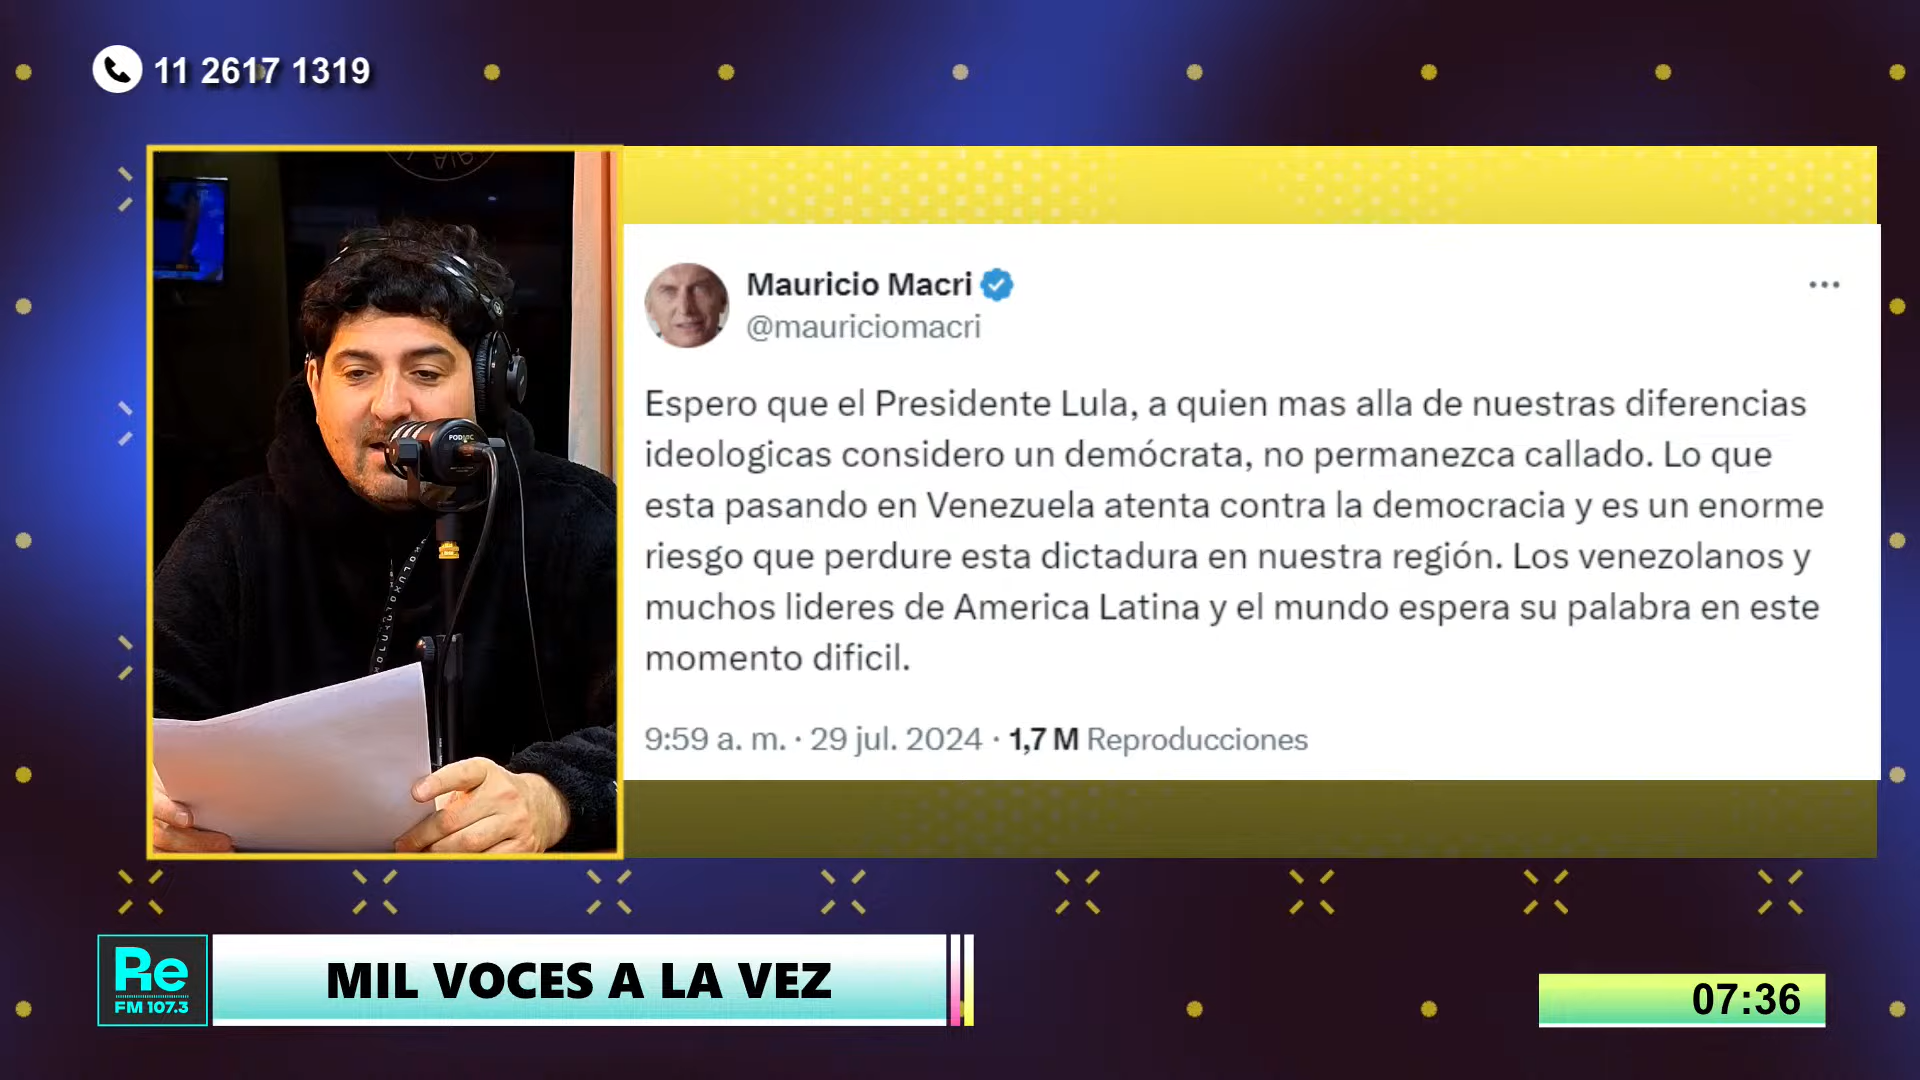 11 2617 1319
Mauricio Macri
@mauriciomacri
Espero que el Presidente Lula, a quien mas alla de nuestras diferencias
ideologicas considero un demócrata, no permanezca callado. Lo que
esta pasando en Venezuela atenta contra la democracia y es un enorme
riesgo que perdure esta dictadura en nuestra región. Los venezolanos y
muchos lideres de America Latina y el mundo espera su palabra en este
momento dificil.
9:59 a. m. · 29 jul. 2024 · 1,7 M Reproducciones
Re
FM 107.3
MIL VOCES A LA VEZ
07:36